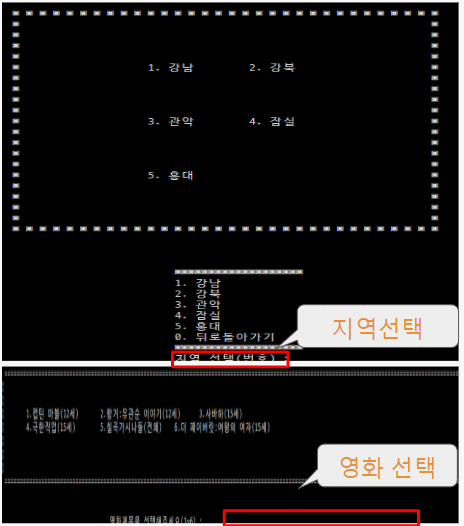 1. 강남 2. 강북
3. 관악 4. 잠실
5. 홍대
1. 강남
2. 강북
3. 관악
4. 잠실
5. 홍대
0. 뒤로돌아가기
지역 선택(번호) :
지역선택
1.캡틴 마블(12세) 2.항거:유관순 이야기(12세) 3.사바하(15세)
4.극한직업(15세) 5.칠곡가시나들(전체) 6.더 페이버릿:여왕의 여자(15세)
영화 선택
영화제목을 선택해주세요(1~6) :